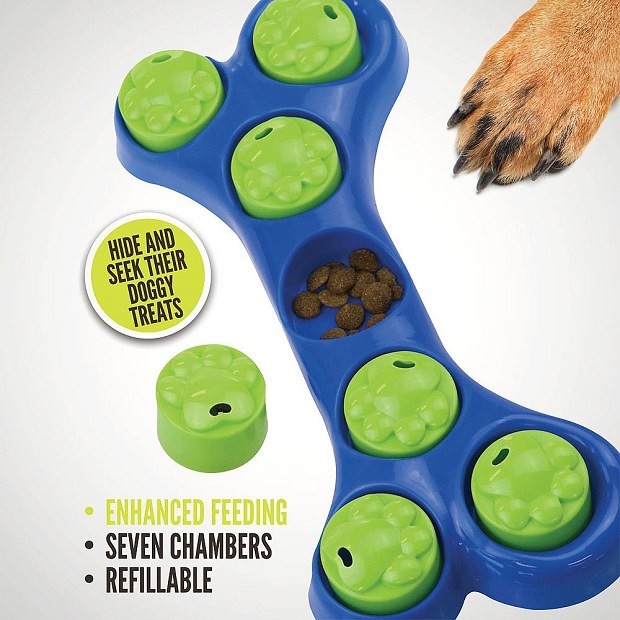 HIDE AND
SEEK THEIR
DOGGY
TREATS
• ENHANCED FEEDING
• SEVEN CHAMBERS
• REFILLABLE